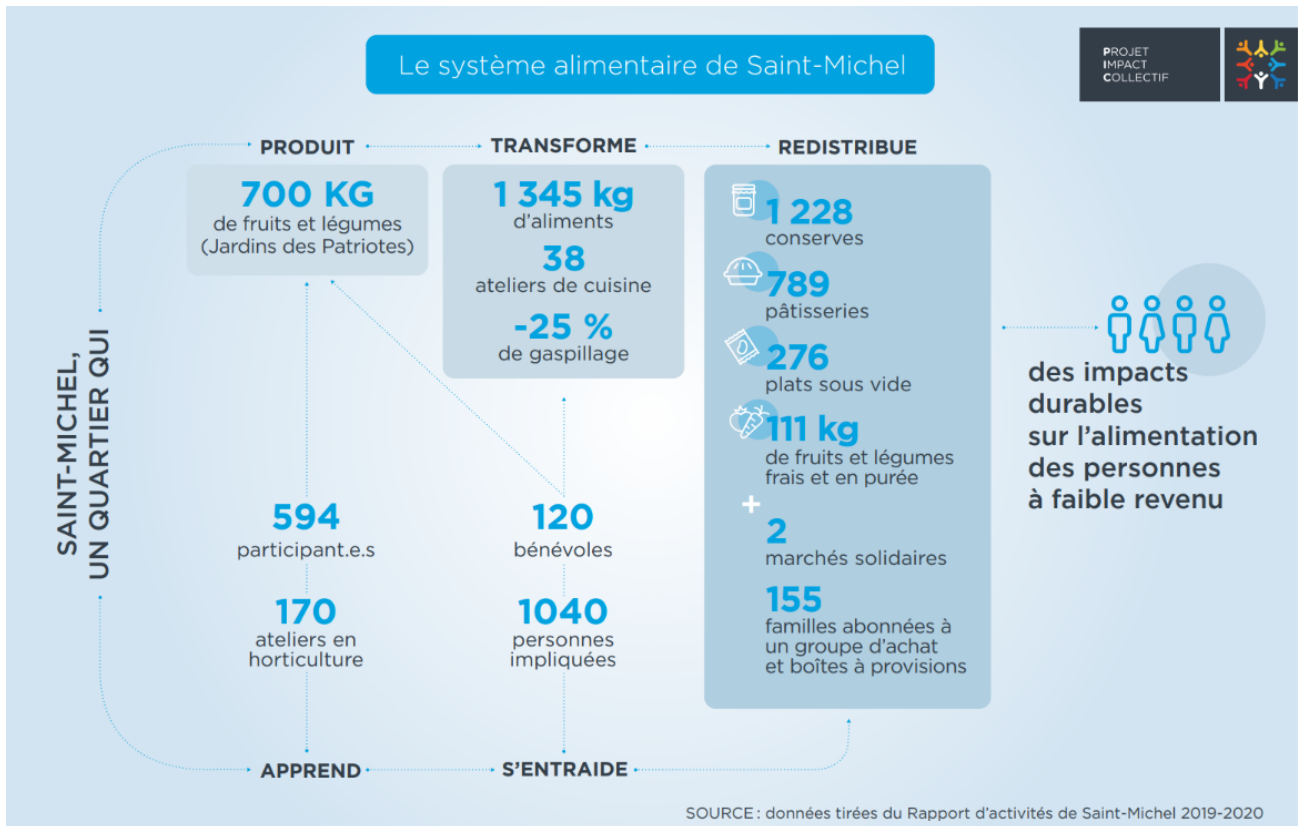 Le système alimentaire de Saint-Michel
PROJET
IMPACT
COLLECTIF
SAINT-MICHEL,
UN QUARTIER QUI
PRODUIT
700 KG
de fruits et légumes
(Jardins des Patriotes)
TRANSFORME
1 345 kg
d'aliments
38
ateliers de cuisine
-25 %
de gaspillage
REDISTRIBUE
1 228
conserves
789
pâtisseries
276
plats sous vide
111 kg
de fruits et légumes
frais et en purée
+
2
marchés solidaires
155
familles abonnées à
un groupe d'achat
et boîtes à provisions
594
participant.e.s
170
ateliers en
horticulture
120
bénévoles
1040
personnes
impliquées
APPREND
S'ENTRAIDE
des impacts
durables
sur l'alimentation
des personnes
à faible revenu
SOURCE : données tirées du Rapport d'activités de Saint-Michel 2019-2020